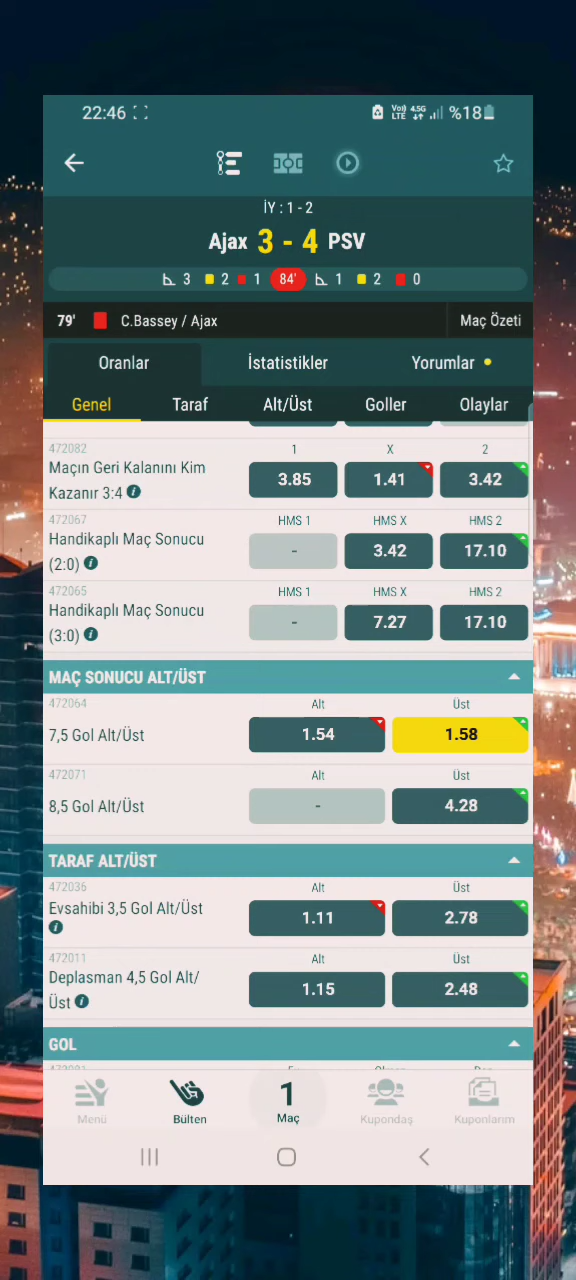 22:46
Vo)) LTE 4.5G %18
İY : 1 - 2
Ajax 3 - 4 PSV
3 2 1 84' 1 2 0
79' C.Bassey / Ajax Maç Özeti
Oranlar İstatistikler Yorumlar
Genel Taraf Alt/Üst Goller Olaylar
472082 1 X 2
Maçın Geri Kalanını Kim
Kazanır 3:4 3.85 1.41 3.42
472067 HMS 1 HMS X HMS 2
Handikaplı Maç Sonucu
(2:0) - 3.42 17.10
472065 HMS 1 HMS X HMS 2
Handikaplı Maç Sonucu
(3:0) - 7.27 17.10
MAÇ SONUCU ALT/ÜST
472064 Alt Üst
7,5 Gol Alt/Üst 1.54 1.58
472071 Alt Üst
8,5 Gol Alt/Üst - 4.28
TARAF ALT/ÜST
472036 Alt Üst
Evsahibi 3,5 Gol Alt/Üst 1.11 2.78
472011 Alt Üst
Deplasman 4,5 Gol Alt/
Üst 1.15 2.48
GOL
Menü Bülten 1 Maç Kupondaş Kuponlarım